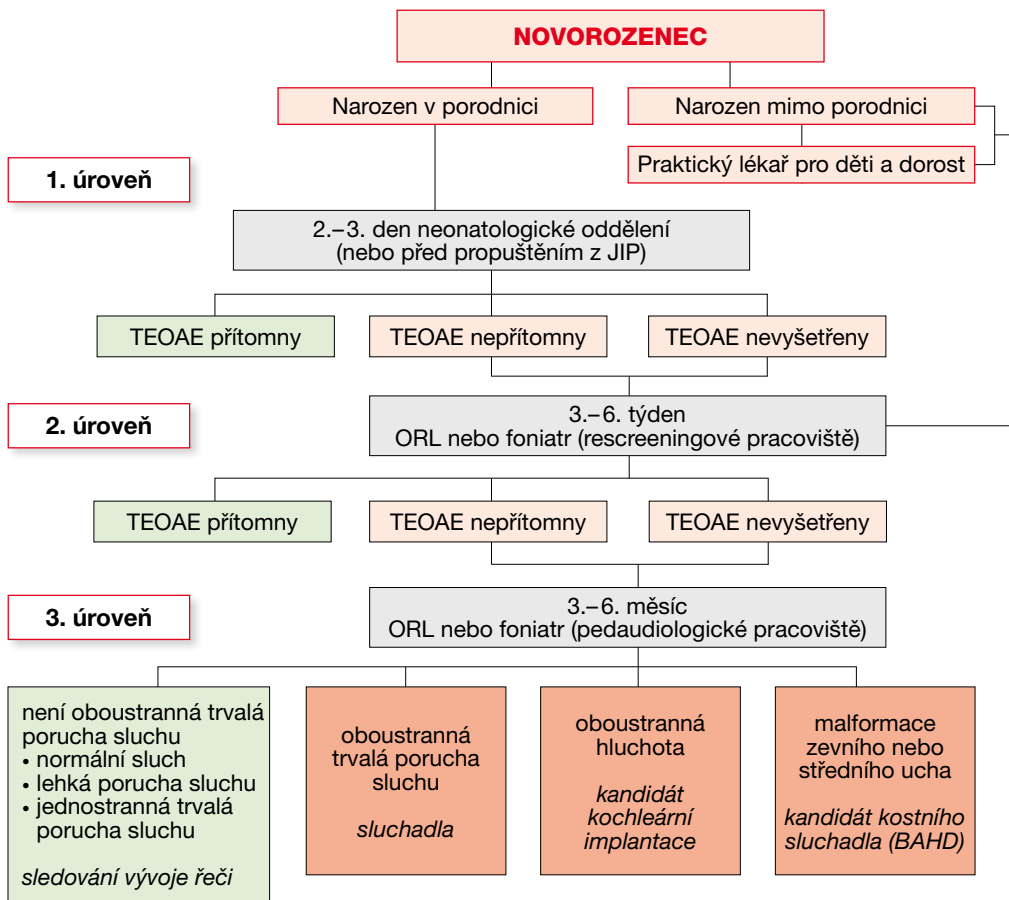 NOVOROZENEC
Narozen v porodnici
Narozen mimo porodnici
Praktický lékař pro děti a dorost
1. úroveň
2.–3. den neonatologické oddělení
(nebo před propuštěním z JIP)
TEOAE přítomny
TEOAE nepřítomny
TEOAE nevyšetřeny
2. úroveň
3.–6. týden
ORL nebo foniatr (rescreeningové pracoviště)
TEOAE přítomny
TEOAE nepřítomny
TEOAE nevyšetřeny
3. úroveň
3.–6. měsíc
ORL nebo foniatr (pedaudiologické pracoviště)
není oboustranná trvalá
porucha sluchu
• normální sluch
• lehká porucha sluchu
• jednostranná trvalá
porucha sluchu
sledování vývoje řeči
oboustranná
trvalá porucha
sluchu
sluchadla
oboustranná
hluchota
kandidát
kochleární
implantace
malformace
zevního nebo
středního ucha
kandidát kostního
sluchadla (BAHD)